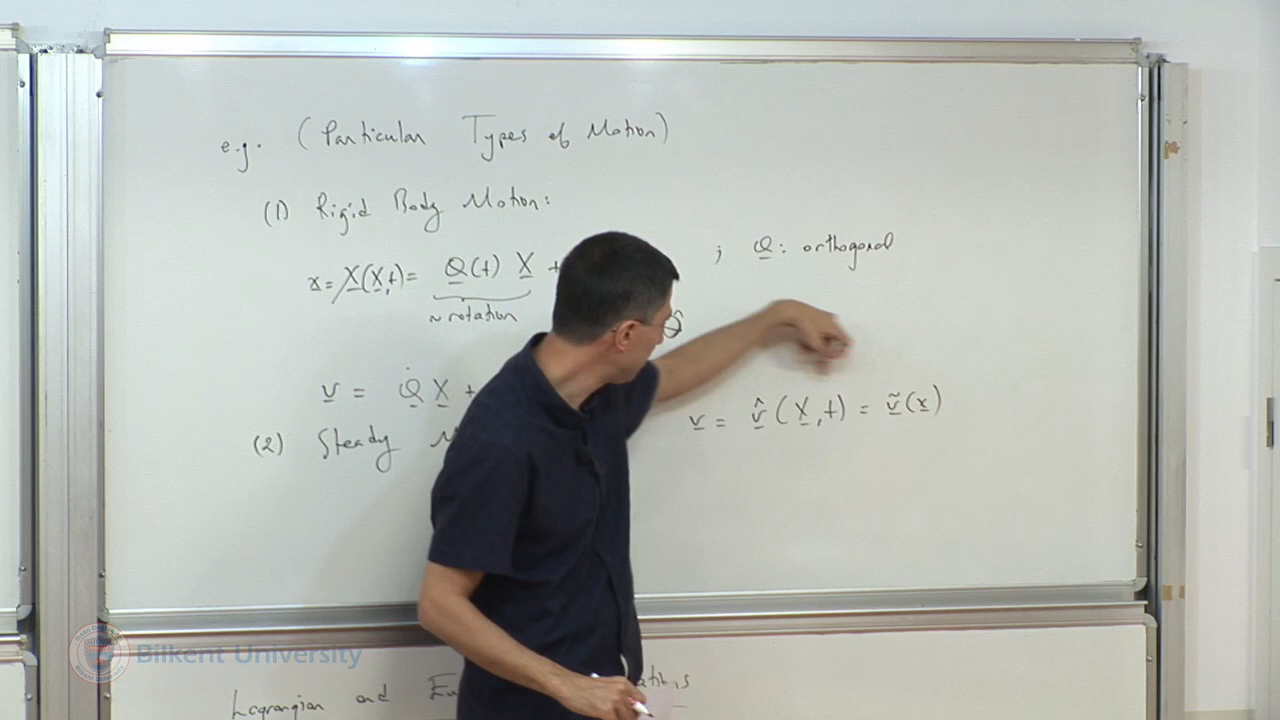 e.g. (Particular Types of Motion)
(1) Rigid Body Motion:
x = χ(X,t) = Q(t) X + ; Q: orthogonal
~ rotation
v = Q̇ X +
v = v̂(X,t) = ṽ(x)
(2) Steady
Bilkent University
Lagrangian and